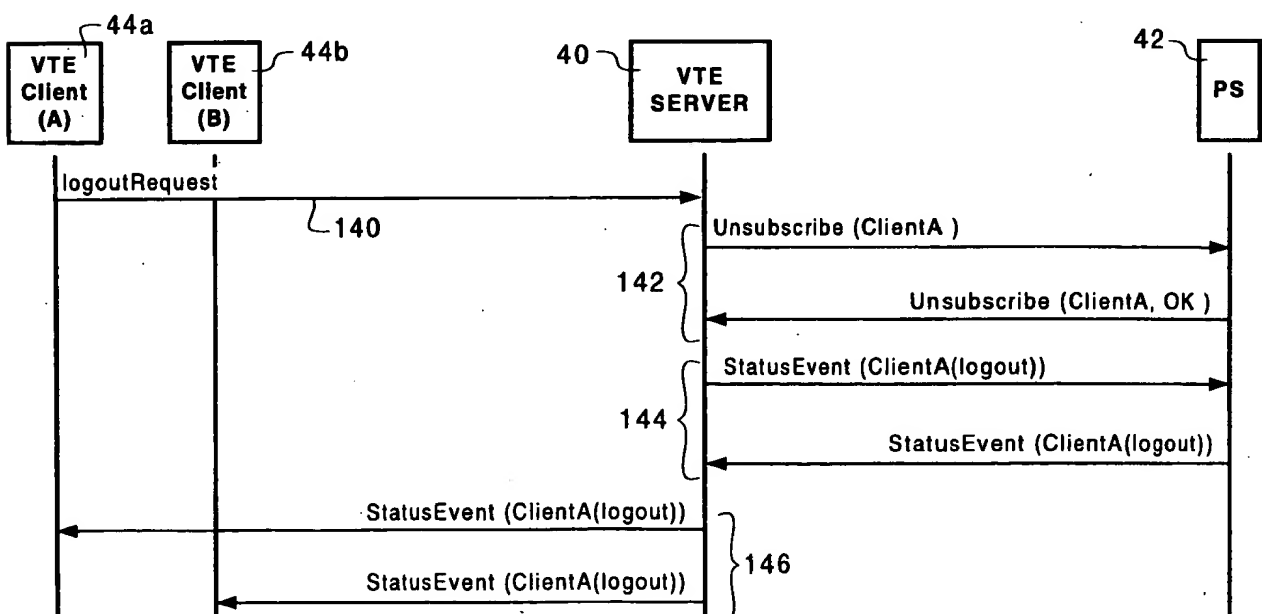 44a
44b
40
42
VTE
Client
(A)
VTE
Client
(B)
VTE
SERVER
PS
logoutRequest
140
Unsubscribe (ClientA )
142
Unsubscribe (ClientA, OK )
StatusEvent (ClientA(logout))
144
StatusEvent (ClientA(logout))
StatusEvent (ClientA(logout))
146
StatusEvent (ClientA(logout))